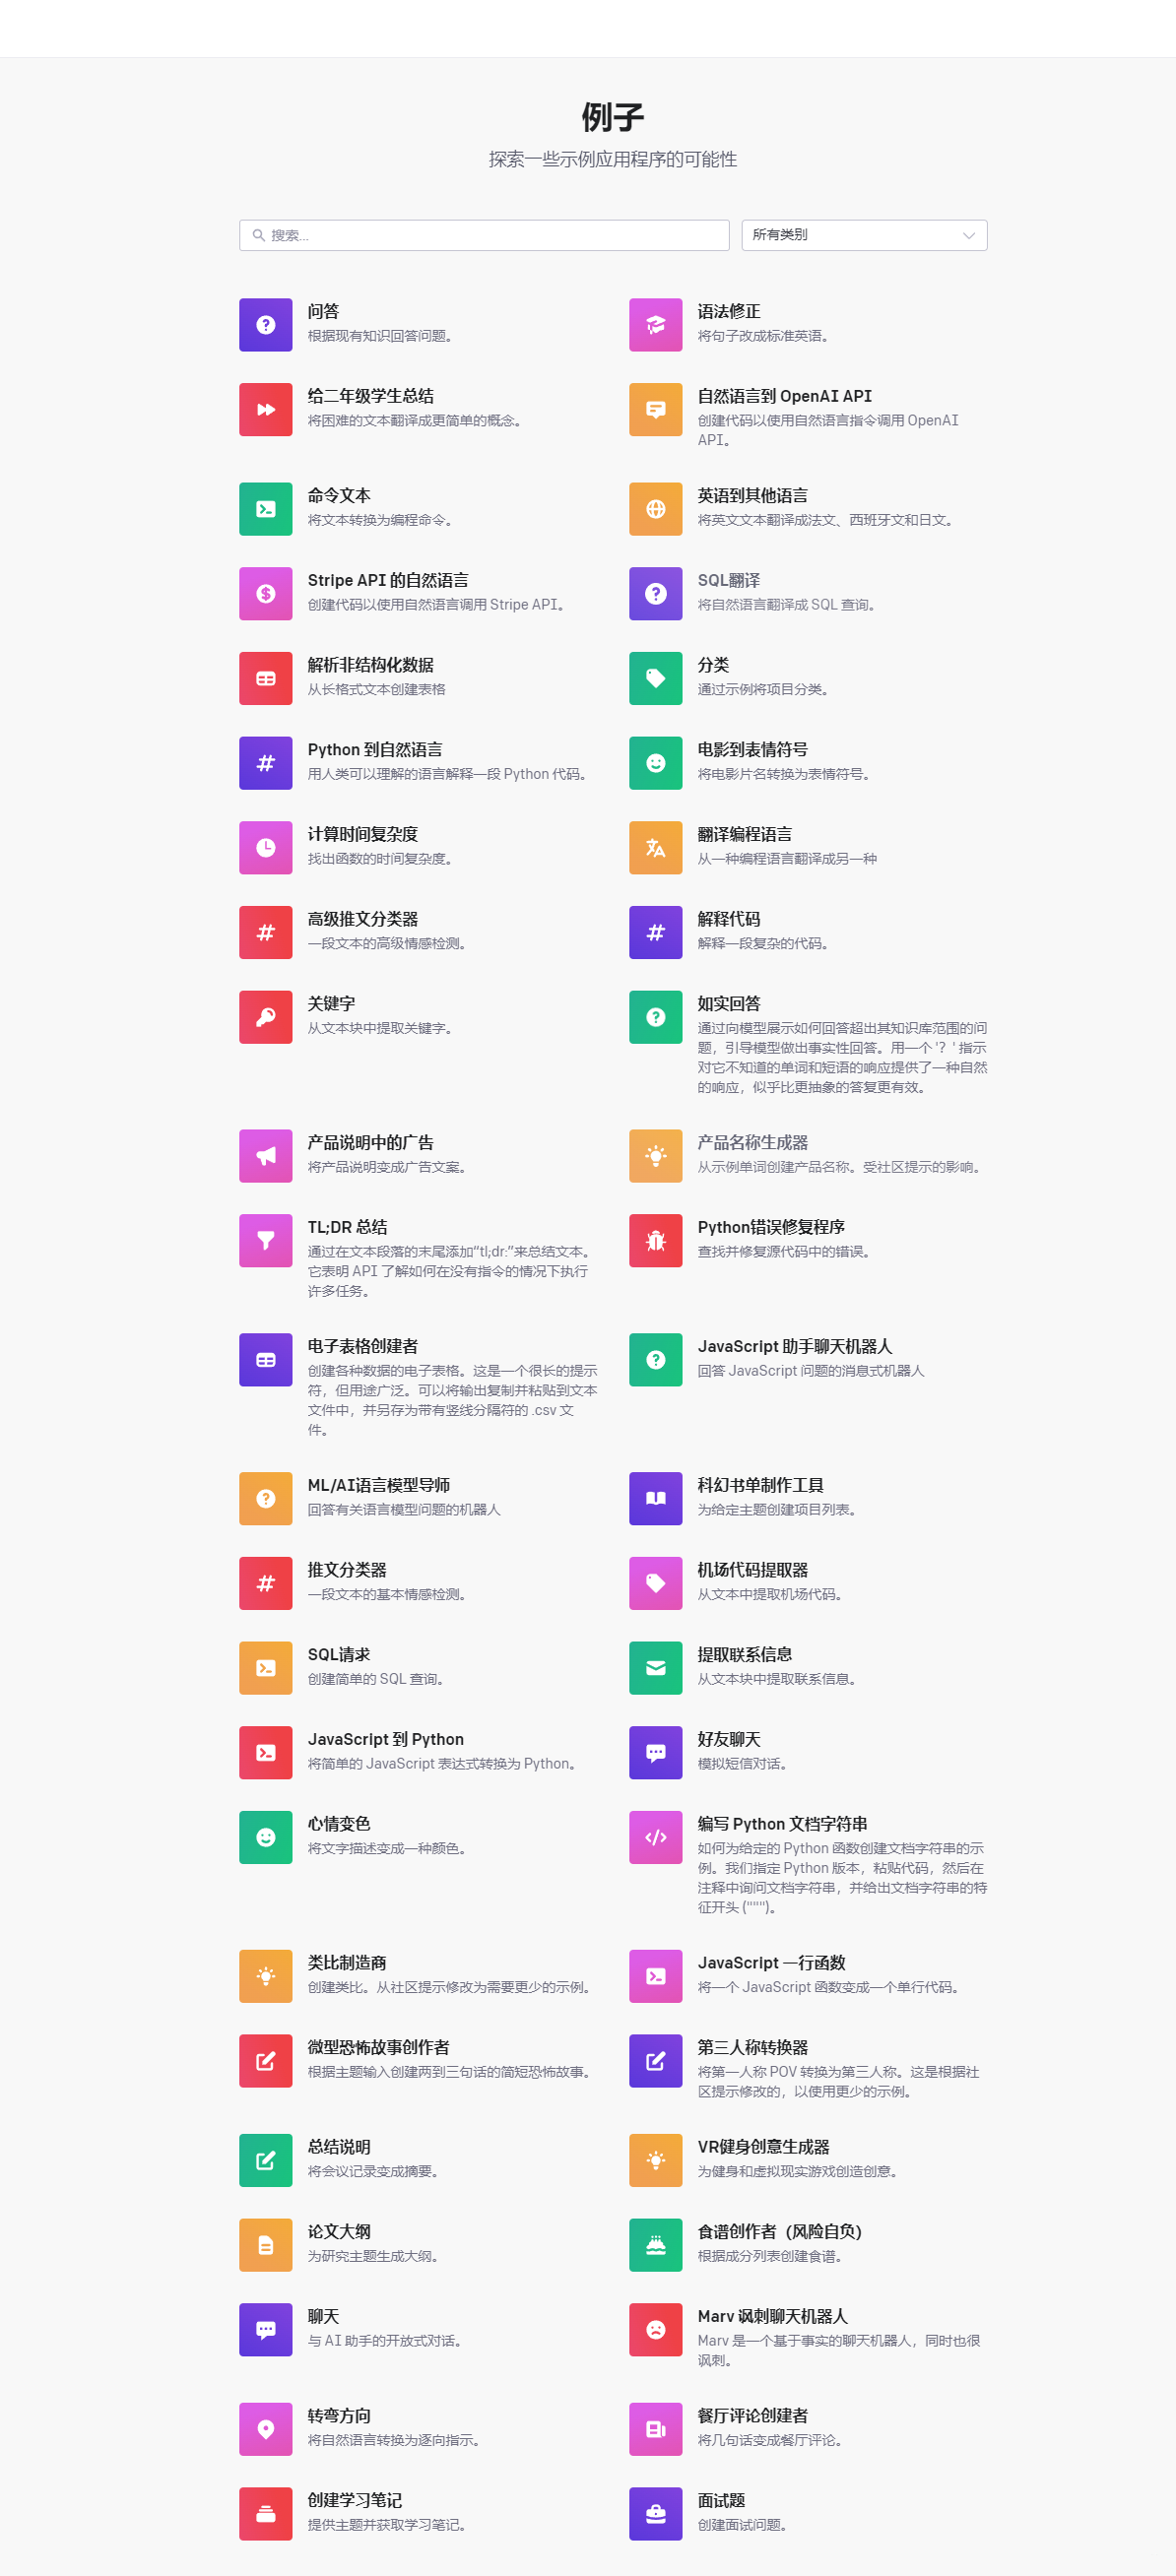 例子
探索一些示例应用程序的可能性
搜索...
所有类别
问答
根据现有知识回答问题。
语法修正
将句子改成标准英语。
给二年级学生总结
将困难的文本翻译成更简单的概念。
自然语言到 OpenAI API
创建代码以使用自然语言指令调用 OpenAI
API。
命令文本
将文本转换为编程命令。
英语到其他语言
将英文文本翻译成法文、西班牙文和日文。
Stripe API 的自然语言
创建代码以使用自然语言调用 Stripe API。
SQL翻译
将自然语言翻译成 SQL 查询。
解析非结构化数据
从长格式文本创建表格
分类
通过示例将项目分类。
Python 到自然语言
用人类可以理解的语言解释一段 Python 代码。
电影到表情符号
将电影片名转换为表情符号。
计算时间复杂度
找出函数的时间复杂度。
翻译编程语言
从一种编程语言翻译成另一种
高级推文分类器
一段文本的高级情感检测。
解释代码
解释一段复杂的代码。
关键字
从文本块中提取关键字。
如实回答
通过向模型展示如何回答超出其知识库范围的问
题，引导模型做出事实性回答。用一个 '？' 指示
对它不知道的单词和短语的响应提供了一种自然
的响应，似乎比更抽象的答复更有效。
产品说明中的广告
将产品说明变成广告文案。
产品名称生成器
从示例单词创建产品名称。受社区提示的影响。
TL;DR 总结
通过在文本段落的末尾添加“tl;dr:”来总结文本。
它表明 API 了解如何在没有指令的情况下执行
许多任务。
Python错误修复程序
查找并修复源代码中的错误。
电子表格创建者
创建各种数据的电子表格。这是一个很长的提示
符，但用途广泛。可以将输出复制并粘贴到文本
文件中，并另存为带有竖线分隔符的 .csv 文
件。
JavaScript 助手聊天机器人
回答 JavaScript 问题的消息式机器人
ML/AI语言模型导师
回答有关语言模型问题的机器人
科幻书单制作工具
为给定主题创建项目列表。
推文分类器
一段文本的基本情感检测。
机场代码提取器
从文本中提取机场代码。
SQL请求
创建简单的 SQL 查询。
提取联系信息
从文本块中提取联系信息。
JavaScript 到 Python
将简单的 JavaScript 表达式转换为 Python。
好友聊天
模拟短信对话。
心情变色
将文字描述变成一种颜色。
编写 Python 文档字符串
如何为给定的 Python 函数创建文档字符串的示
例。我们指定 Python 版本，粘贴代码，然后在
注释中询问文档字符串，并给出文档字符串的特
征开头 (""")。
类比制造商
创建类比。从社区提示修改为需要更少的示例。
JavaScript 一行函数
将一个 JavaScript 函数变成一个单行代码。
微型恐怖故事创作者
根据主题输入创建两到三句话的简短恐怖故事。
第三人称转换器
将第一人称 POV 转换为第三人称。这是根据社
区提示修改的，以使用更少的示例。
总结说明
将会议记录变成摘要。
VR健身创意生成器
为健身和虚拟现实游戏创造创意。
论文大纲
为研究主题生成大纲。
食谱创作者（风险自负）
根据成分列表创建食谱。
聊天
与 AI 助手的开放式对话。
Marv 讽刺聊天机器人
Marv 是一个基于事实的聊天机器人，同时也很
讽刺。
转弯方向
将自然语言转换为逐向指示。
餐厅评论创建者
将几句话变成餐厅评论。
创建学习笔记
提供主题并获取学习笔记。
面试题
创建面试问题。